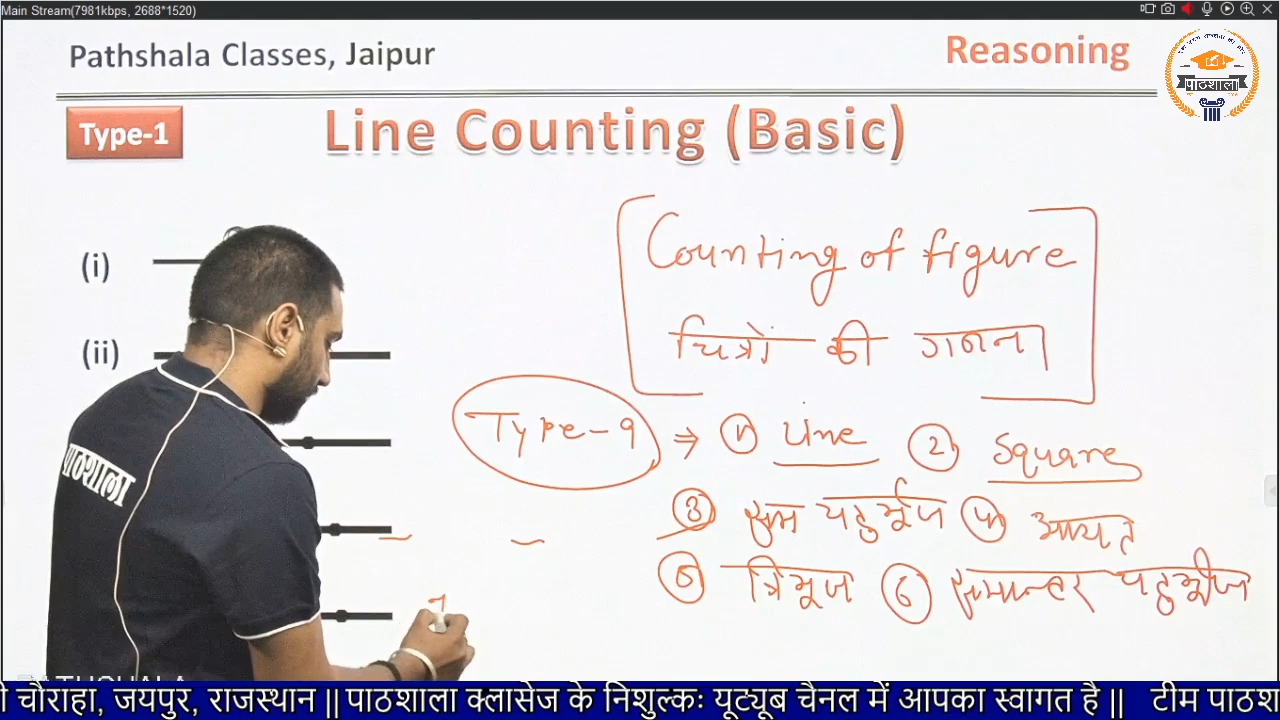 Main Stream(7981kbps, 2688*1520)
Pathshala Classes, Jaipur
Reasoning
पाठशाला
Type-1
Line Counting (Basic)
(i)
(ii)
Counting of figure
चित्रों की गणना
Type-9 ⇒ ① Line ② Square
③ सम चतुर्भुज ④ आयत
⑤ त्रिभुज ⑥ समान्तर चतुर्भुज
पाठशाला
चौराहा, जयपुर, राजस्थान || पाठशाला क्लासेज के निशुल्कः यूट्यूब चैनल में आपका स्वागत है || टीम